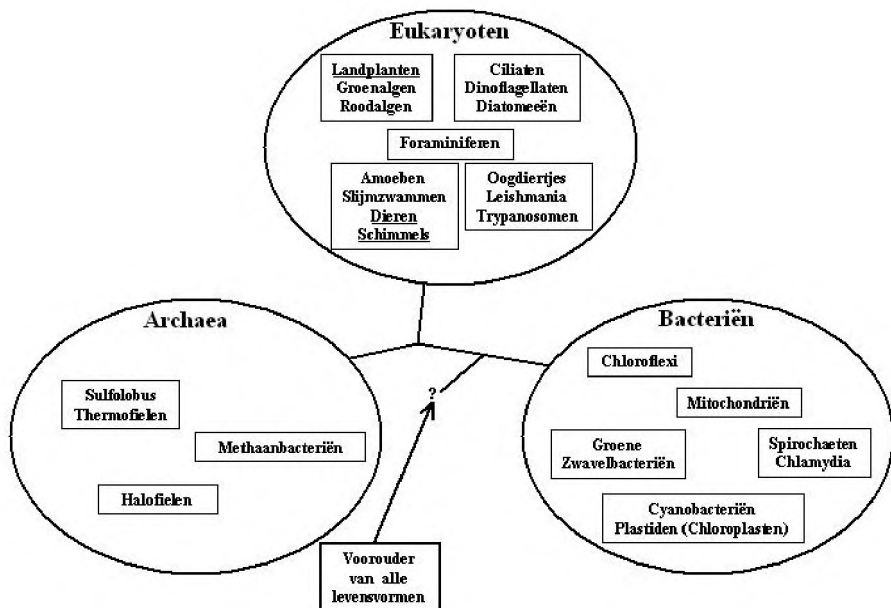 Eukaryoten
Landplanten
Groenalgen
Roodalgen
Ciliaten
Dinoflagellaten
Diatomeeën
Foraminiferen
Amoeben
Slijmzwammen
Dieren
Schimmels
Oogdiertjes
Leishmania
Trypanosomen
Archaea
Sulfolobus
Thermofielen
Methaanbacteriën
Halofielen
Bacteriën
Chloroflexi
Mitochondriën
Groene
Zwavelbacteriën
Spirochaeten
Chlamydia
Cyanobacteriën
Plastiden (Chloroplasten)
?
Voorouder
van alle
levensvormen